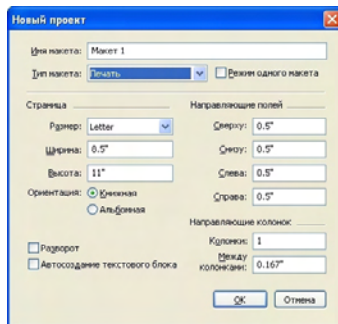 Новый проект
Имя макета: Макет 1
Тип макета: Печать
Режим одного макета
Страница
Размер: Letter
Ширина: 8.5"
Высота: 11"
Ориентация: Книжная
Альбомная
Разворот
Автосоздание текстового блока
Направляющие полей
Сверху: 0.5"
Снизу: 0.5"
Слева: 0.5"
Справа: 0.5"
Направляющие колонок
Колонки: 1
Между
колонками: 0.167"
OK
Отмена